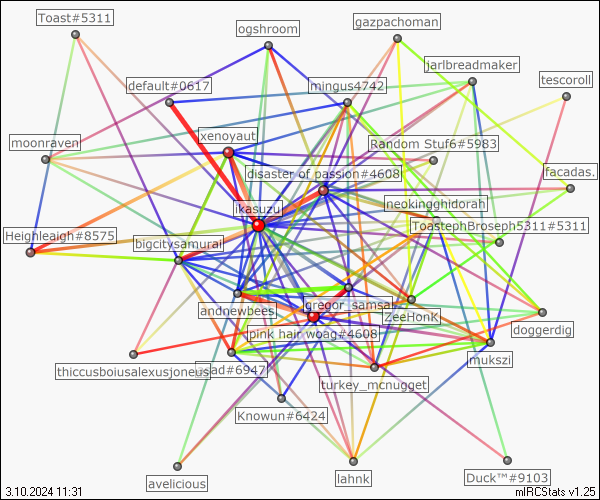 Toast#5311
ogshroom
gazpachoman
jarlbreadmaker
default#0617
mingus4742
tescoroll
moonraven
xenoyaut
Random Stuf6#5983
disaster of passion#4608
facadas.
ikasuzu
neokingghidorah
ToastephBroseph5311#5311
Heighleaigh#8575
bigcitysamurai
andnewbees
gregor_samsa
ZeeHonK
doggerdig
pink hair woag#4608
mukszi
thiccusboiusalexusjoneus
sad#6947
turkey_mcnugget
Knowun#6424
avelicious
lahnk
Duck™#9103
3.10.2024 11:31
mIRCStats v1.25